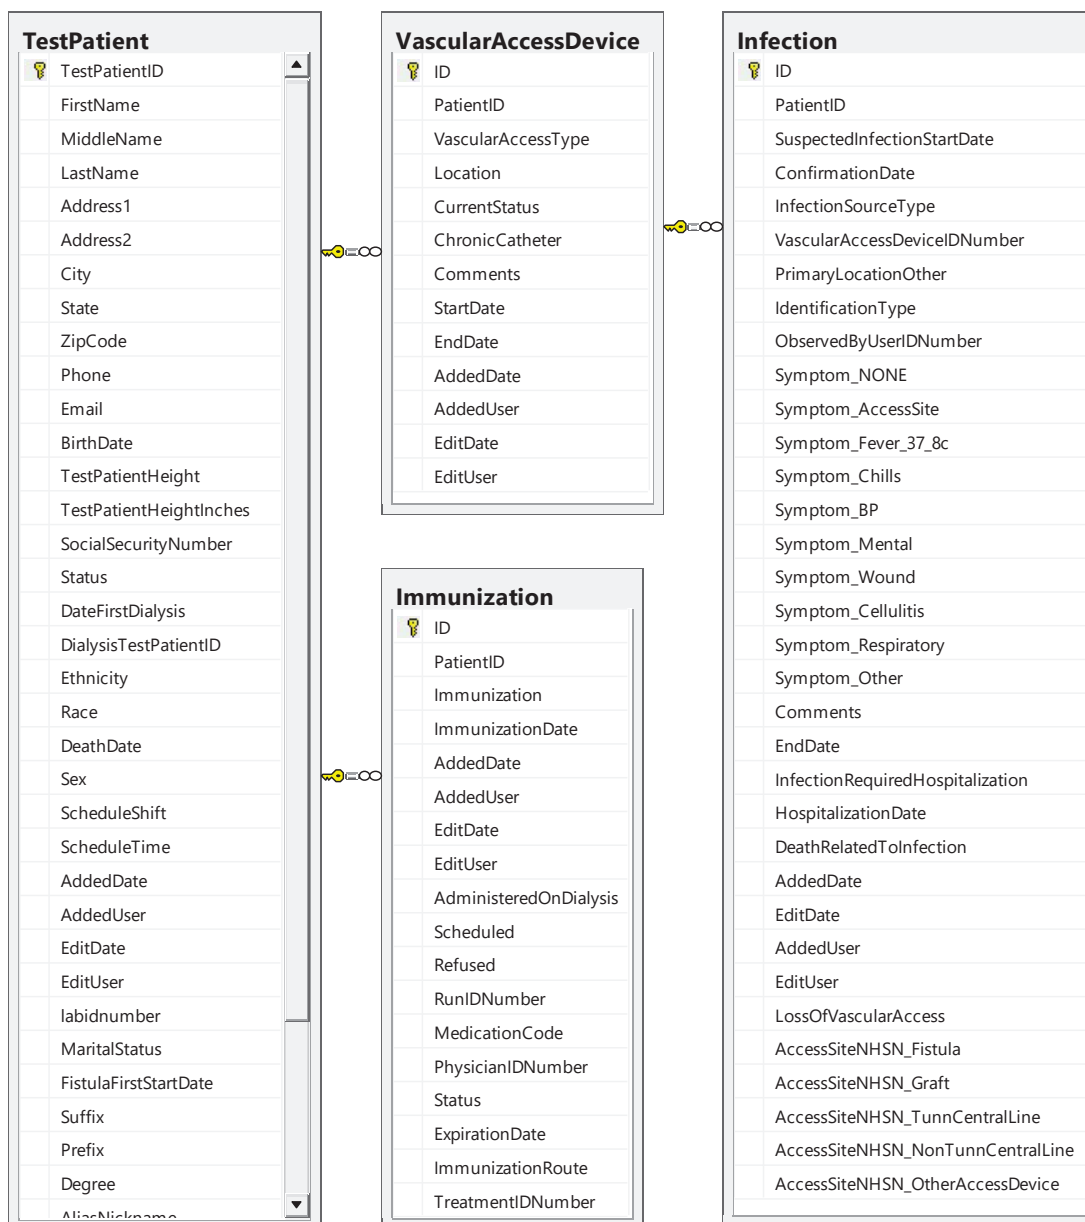 TestPatient
TestPatientID
FirstName
MiddleName
LastName
Address1
Address2
City
State
ZipCode
Phone
Email
BirthDate
TestPatientHeight
TestPatientHeightInches
SocialSecurityNumber
Status
DateFirstDialysis
DialysisTestPatientID
Ethnicity
Race
DeathDate
Sex
ScheduleShift
ScheduleTime
AddedDate
AddedUser
EditDate
EditUser
labidnumber
MaritalStatus
FistulaFirstStartDate
Suffix
Prefix
Degree
AliasNickname
VascularAccessDevice
ID
PatientID
VascularAccessType
Location
CurrentStatus
ChronicCatheter
Comments
StartDate
EndDate
AddedDate
AddedUser
EditDate
EditUser
Immunization
ID
PatientID
Immunization
ImmunizationDate
AddedDate
AddedUser
EditDate
EditUser
AdministeredOnDialysis
Scheduled
Refused
RunIDNumber
MedicationCode
PhysicianIDNumber
Status
ExpirationDate
ImmunizationRoute
TreatmentIDNumber
Infection
ID
PatientID
SuspectedInfectionStartDate
ConfirmationDate
InfectionSourceType
VascularAccessDeviceIDNumber
PrimaryLocationOther
IdentificationType
ObservedByUserIDNumber
Symptom_NONE
Symptom_AccessSite
Symptom_Fever_37_8c
Symptom_Chills
Symptom_BP
Symptom_Mental
Symptom_Wound
Symptom_Cellulitis
Symptom_Respiratory
Symptom_Other
Comments
EndDate
InfectionRequiredHospitalization
HospitalizationDate
DeathRelatedToInfection
AddedDate
EditDate
AddedUser
EditUser
LossOfVascularAccess
AccessSiteNHSN_Fistula
AccessSiteNHSN_Graft
AccessSiteNHSN_TunnCentralLine
AccessSiteNHSN_NonTunnCentralLine
AccessSiteNHSN_OtherAccessDevice